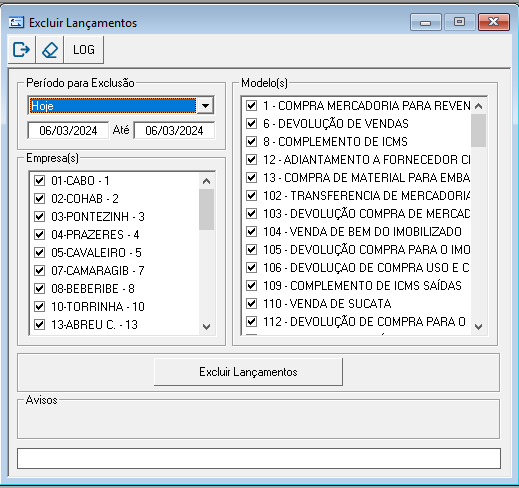 Excluir Lançamentos
LOG
Período para Exclusão
Hoje
06/03/2024 Até 06/03/2024
Empresa(s)
01-CABO - 1
02-COHAB - 2
03-PONTEZINH - 3
04-PRAZERES - 4
05-CAVALEIRO - 5
07-CAMARAGIB - 7
08-BEBERIBE - 8
10-TORRINHA - 10
13-ABREU C. - 13
Modelo(s)
1 - COMPRA MERCADORIA PARA REVEN
6 - DEVOLUÇÃO DE VENDAS
8 - COMPLEMENTO DE ICMS
12 - ADIANTAMENTO A FORNECEDOR
13 - COMPRA DE MATERIAL PARA EMBA
102 - TRANSFERENCIA DE MERCADORIA
103 - DEVOLUÇÃO COMPRA DE MERCAD
104 - VENDA DE BEM DO IMOBILIZADO
105 - DEVOLUÇÃO COMPRA PARA O IMO
106 - DEVOLUÇAO DE COMPRA USO E C
109 - COMPLEMENTO DE ICMS SAÍDAS
110 - VENDA DE SUCATA
112 - DEVOLUÇÃO DE COMPRA PARA O
Excluir Lançamentos
Avisos